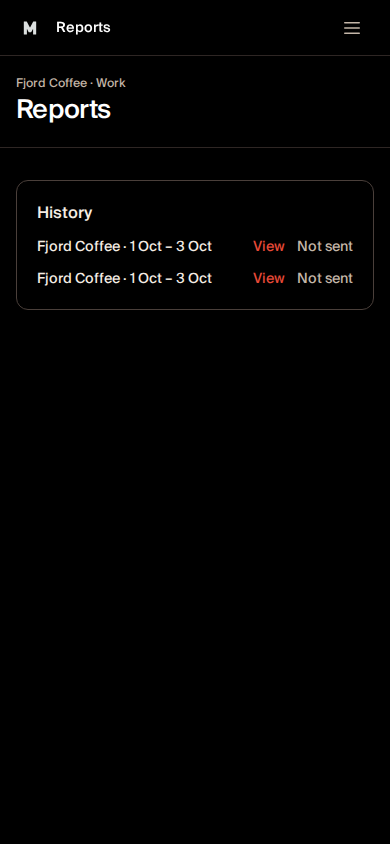 M Reports
Fjord Coffee · Work
Reports
History
Fjord Coffee · 1 Oct – 3 Oct View Not sent
Fjord Coffee · 1 Oct – 3 Oct View Not sent